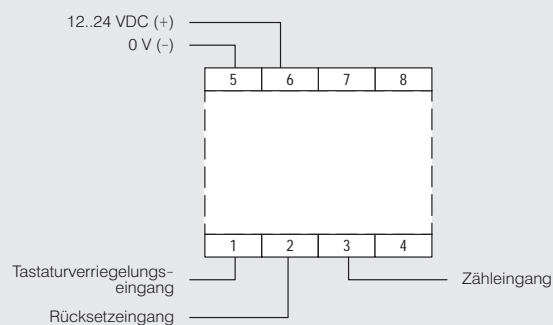 12..24 VDC (+)
0 V (-)
5 6 7 8
1 2 3 4
Tastaturverriegelungs-
eingang
Zähleingang
Rücksetzeingang